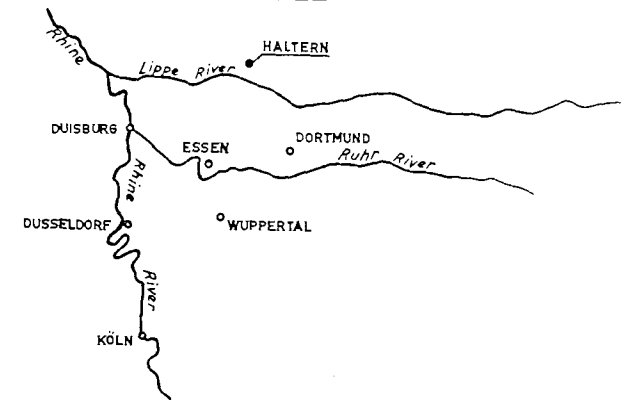 Rhine
HALTERN
Lippe River
DUISBURG
ESSEN
DORTMUND
Ruhr River
Rhine
DUSSELDORF
WUPPERTAL
River
KÖLN